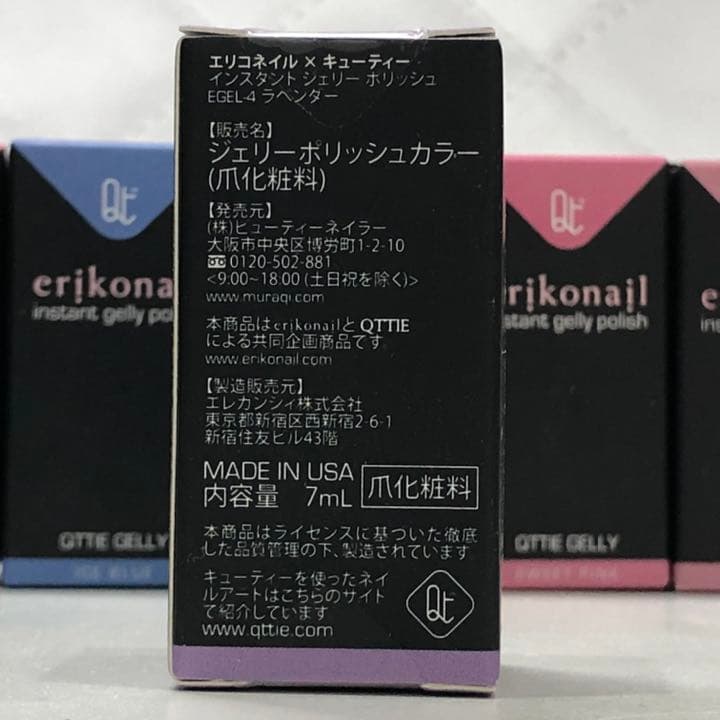 エリコネイル × キューティー
インスタント ジェリー ポリッシュ
EGEL-4 ラベンダー
【販売名】
ジェリーポリッシュカラー
(爪化粧料)
【発売元】
(株)ビューティーネイラー
大阪市中央区博労町1-2-10
☎0120-502-881
<9:00~18:00 (土日祝を除く)>
www.muraqi.com
本商品はerikonailと QTTIE
による共同企画商品です
www.erikonail.com
【製造販売元】
エレガンシィ株式会社
東京都新宿区西新宿2-6-1
新宿住友ビル43階
MADE IN USA
内容量 7mL
爪化粧料
本商品はライセンスに基づいた徹底
した品質管理の下、製造されています
キューティーを使ったネイ
ルアートはこちらのサイト
で紹介しています
www.qttie.com
Qt
Qt
erikonail
instant gelly polish
QTTIE GELLY
ICE BLUE
Qt
erikonail
instant gelly polish
QTTIE GELLY
SWEET PINK